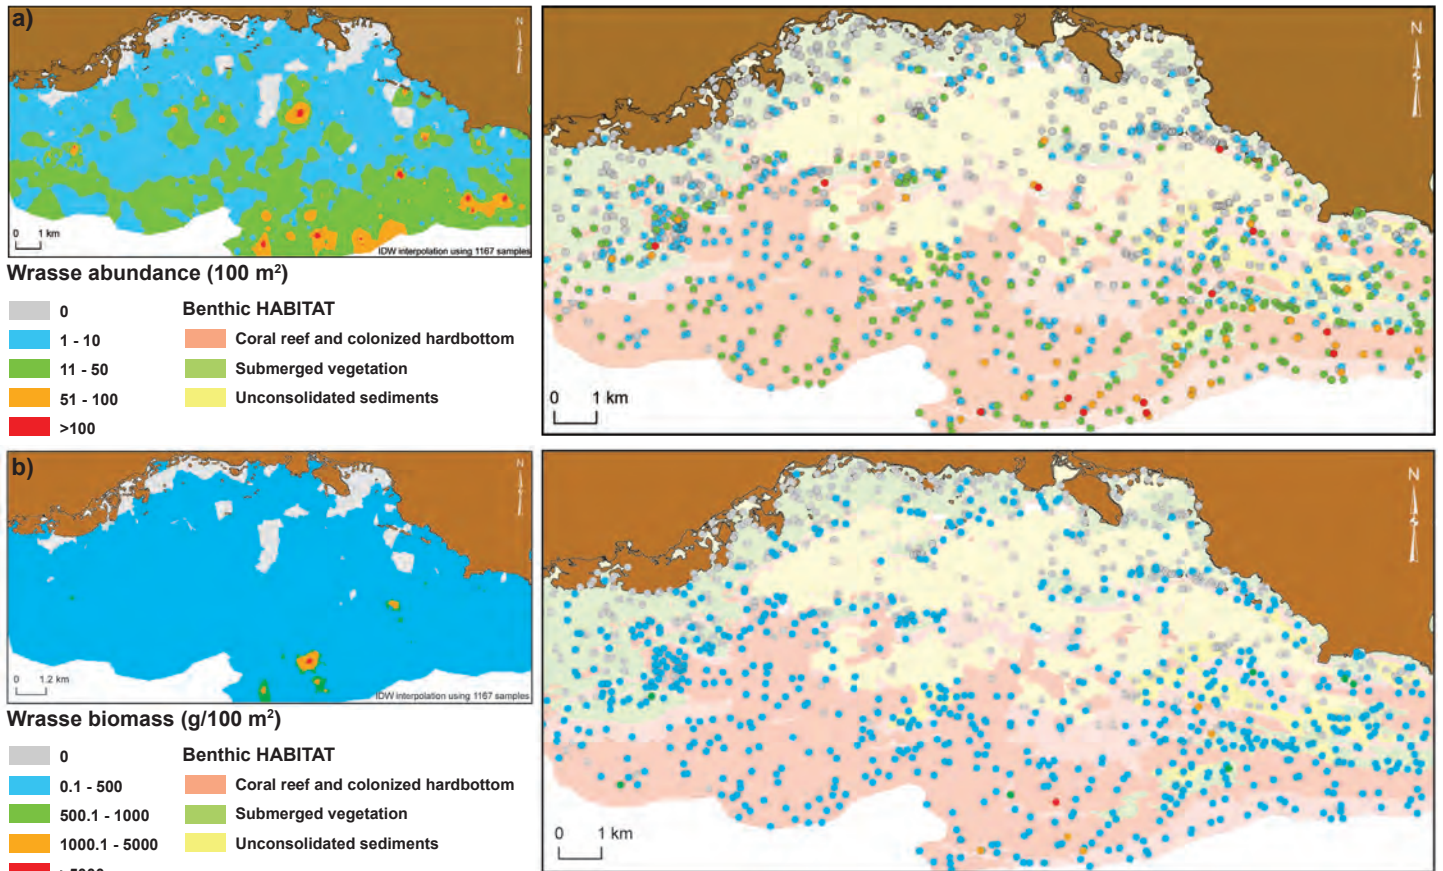 a)
N
0 1 km
IDW interpolation using 1167 samples
N
0 1 km
Wrasse abundance (100 m²)
0
1 - 10
11 - 50
51 - 100
>100
Benthic HABITAT
Coral reef and colonized hardbottom
Submerged vegetation
Unconsolidated sediments
b)
N
0 1.2 km
IDW interpolation using 1167 samples
N
0 1 km
Wrasse biomass (g/100 m²)
0
0.1 - 500
500.1 - 1000
1000.1 - 5000
Benthic HABITAT
Coral reef and colonized hardbottom
Submerged vegetation
Unconsolidated sediments